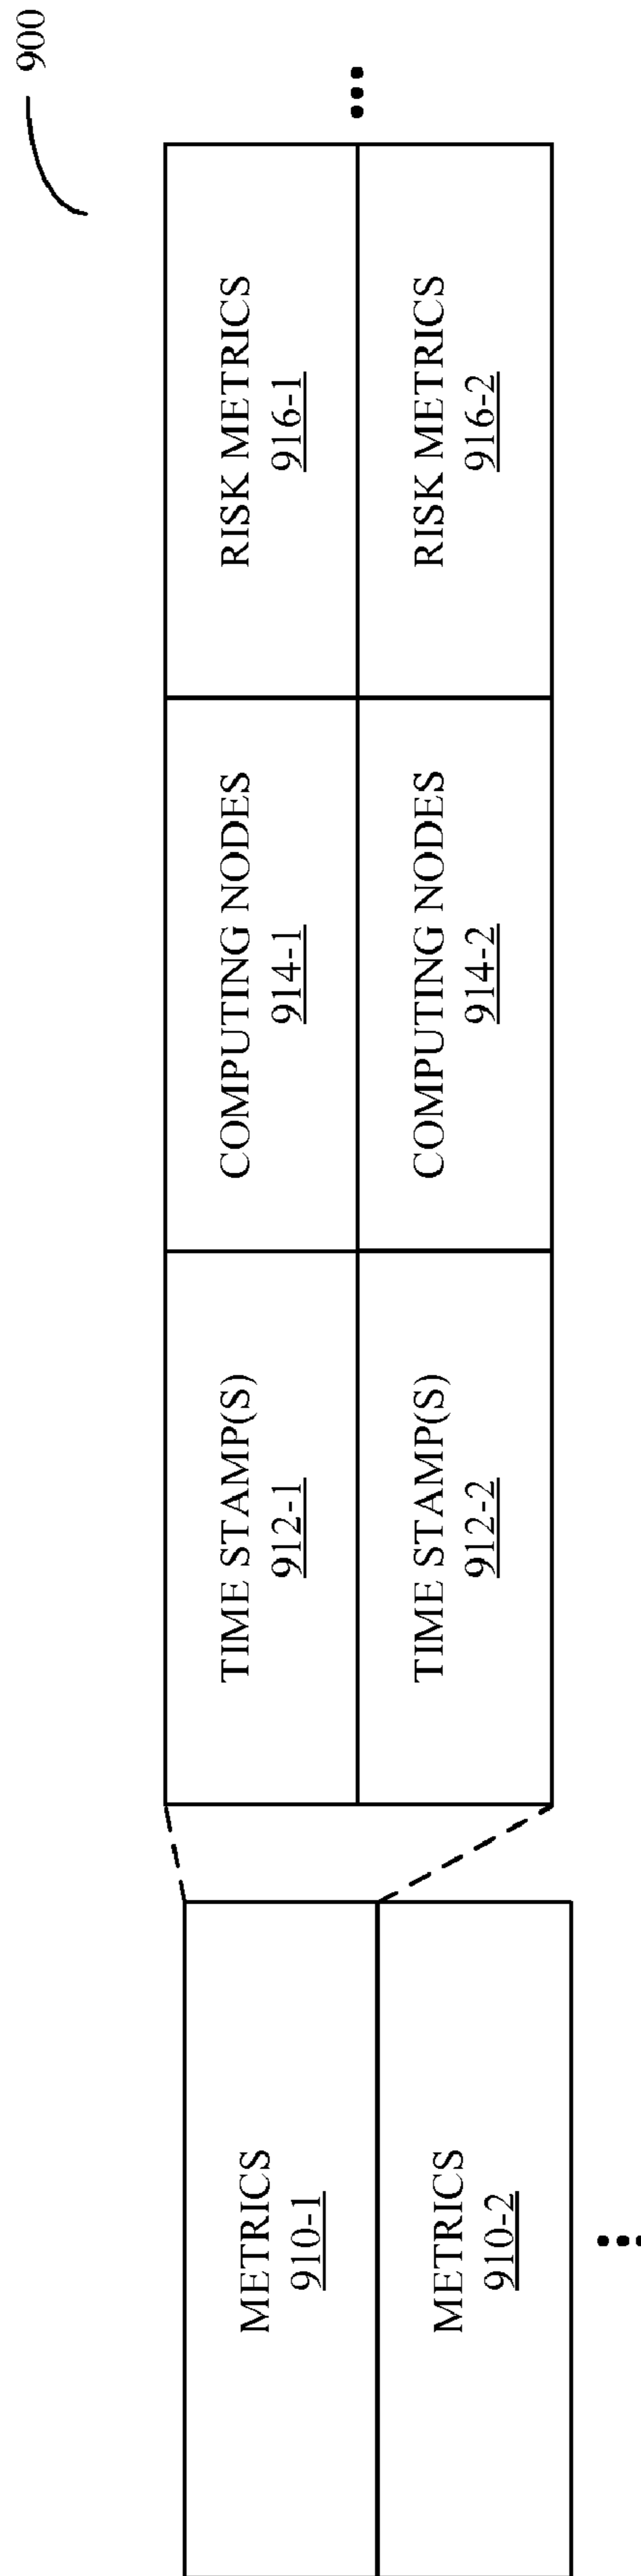 900
METRICS
910-1
METRICS
910-2
TIME STAMP(S)
912-1
COMPUTING NODES
914-1
RISK METRICS
916-1
TIME STAMP(S)
912-2
COMPUTING NODES
914-2
RISK METRICS
916-2